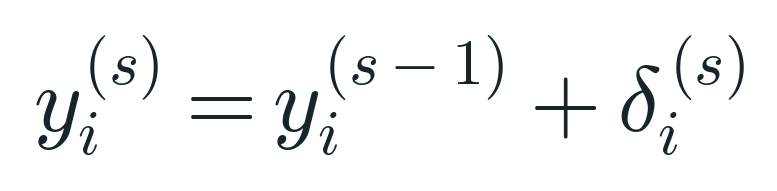 y_i^{(s)} = y_i^{(s-1)} + δ_i^{(s)}